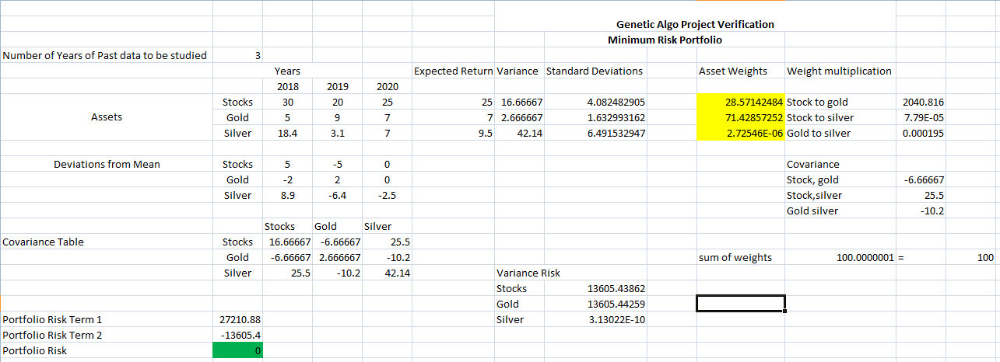 Genetic Algo Project Verification
Minimum Risk Portfolio
Number of Years of Past data to be studied 3
Years Expected Return Variance Standard Deviations Asset Weights Weight multiplication
2018 2019 2020
Stocks 30 20 25 25 16.66667 4.082482905 28.57142484 Stock to gold 2040.816
Assets Gold 5 9 7 7 2.666667 1.632993162 71.42857252 Stock to silver 7.79E-05
Silver 18.4 3.1 7 9.5 42.14 6.491532947 2.72546E-06 Gold to silver 0.000195
Deviations from Mean Stocks 5 -5 0 Covariance
Gold -2 2 0 Stock, gold -6.66667
Silver 8.9 -6.4 -2.5 Stock,silver 25.5
Gold silver -10.2
Stocks Gold Silver
Covariance Table Stocks 16.66667 -6.66667 25.5
Gold -6.66667 2.666667 -10.2 sum of weights 100.0000001 = 100
Silver 25.5 -10.2 42.14 Variance Risk
Stocks 13605.43862
Gold 13605.44259
Portfolio Risk Term 1 27210.88 Silver 3.13022E-10
Portfolio Risk Term 2 -13605.4
Portfolio Risk 0